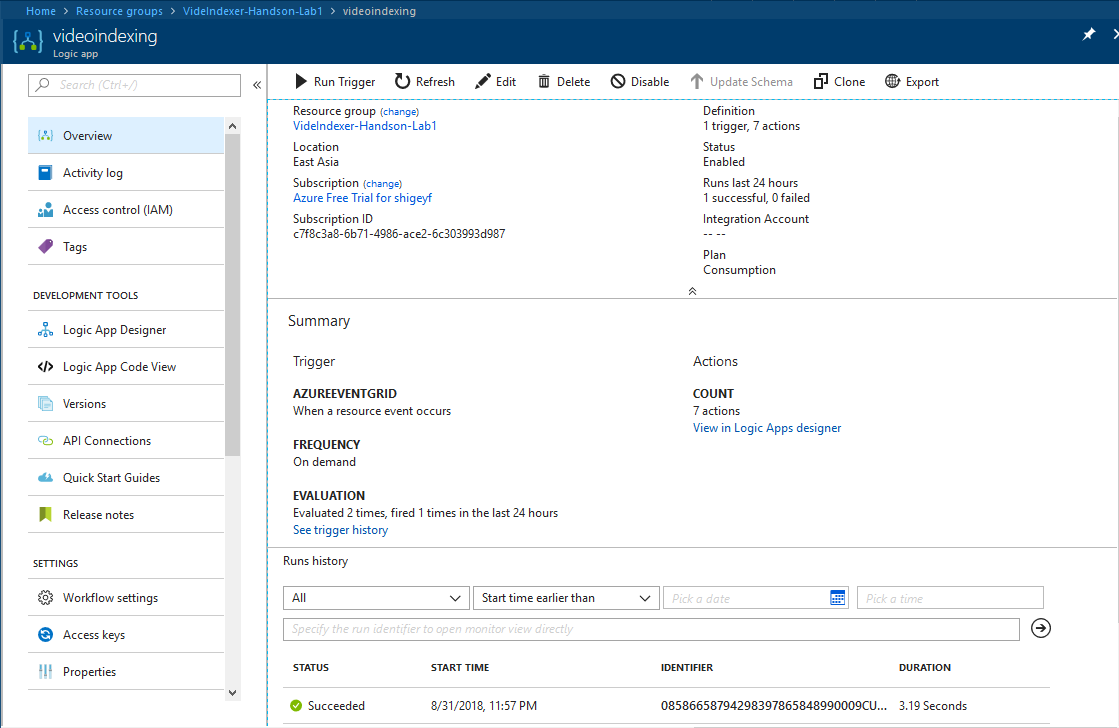 Home > Resource groups > VideIndexer-Handson-Lab1 > videoindexing
videoindexing
Logic app
Search (Ctrl+/)
Overview
Activity log
Access control (IAM)
Tags
DEVELOPMENT TOOLS
Logic App Designer
Logic App Code View
Versions
API Connections
Quick Start Guides
Release notes
SETTINGS
Workflow settings
Access keys
Properties
Run Trigger Refresh Edit Delete Disable Update Schema Clone Export
Resource group (change)
VideIndexer-Handson-Lab1
Location
East Asia
Subscription (change)
Azure Free Trial for shigeyf
Subscription ID
c7f8c3a8-6b71-4986-ace2-6c303993d987
Definition
1 trigger, 7 actions
Status
Enabled
Runs last 24 hours
1 successful, 0 failed
Integration Account
-- --
Plan
Consumption
Summary
Trigger
AZUREEVENTGRID
When a resource event occurs
FREQUENCY
On demand
EVALUATION
Evaluated 2 times, fired 1 times in the last 24 hours
See trigger history
Actions
COUNT
7 actions
View in Logic Apps designer
Runs history
All Start time earlier than Pick a date Pick a time
Specify the run identifier to open monitor view directly
STATUS START TIME IDENTIFIER DURATION
Succeeded 8/31/2018, 11:57 PM 08586658794298397865848990009CU... 3.19 Seconds